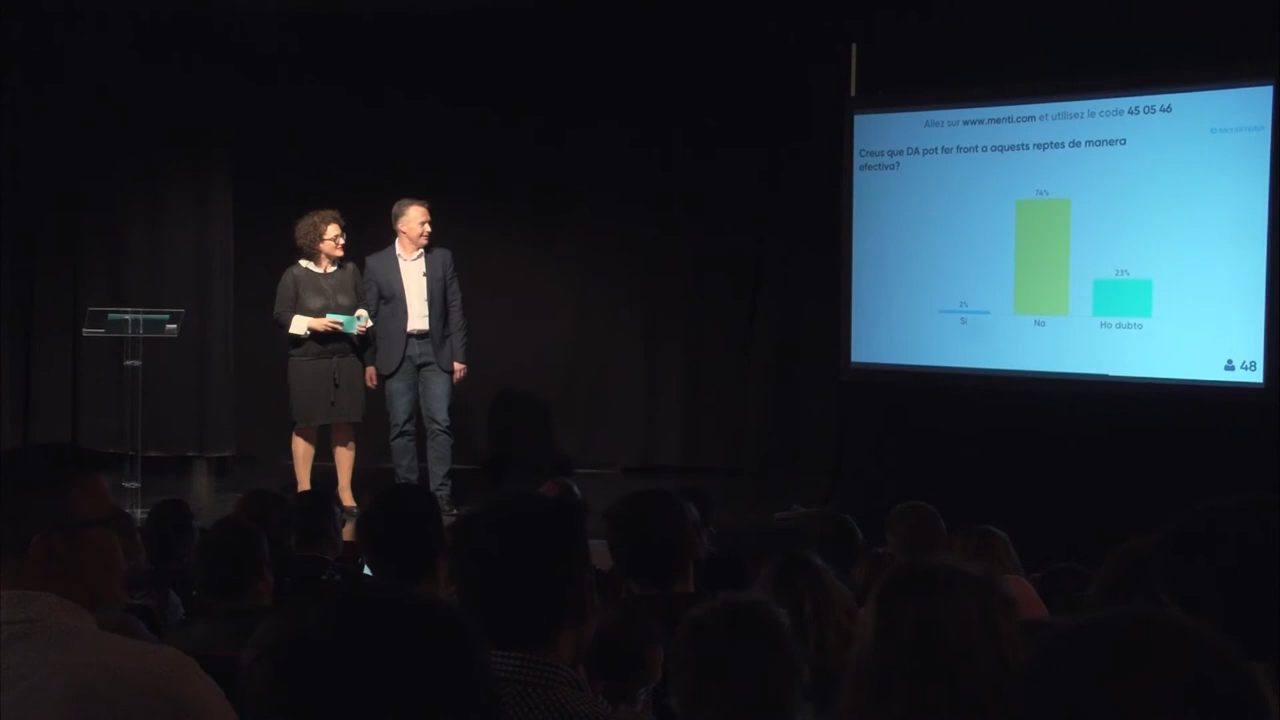 Allez sur www.menti.com et utilisez le code 45 05 46
Mentimeter
Creus que DA pot fer front a aquests reptes de manera
efectiva?
74%
23%
2%
Sí
No
Ho dubto
48